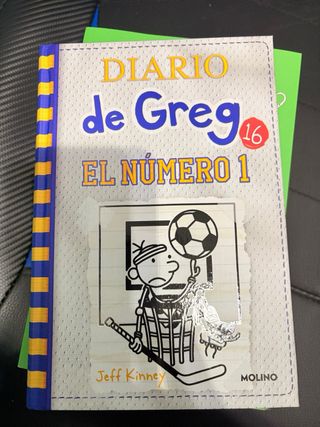 DIARIO
de Greg
16
EL NÚMERO 1
Jeff Kinney
MOLINO